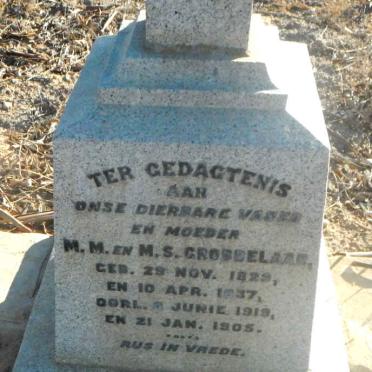 TER GEDAGTENIS
AAN
ONSE DIERBARE VADER
EN MOEDER
M. M. EN M. S. GROBBELAAR,
GEB. 29 NOV. 1829,
EN 10 APR. 1837,
OORL. JUNIE 1919,
EN 21 JAN. 1905.
RUS IN VREDE.